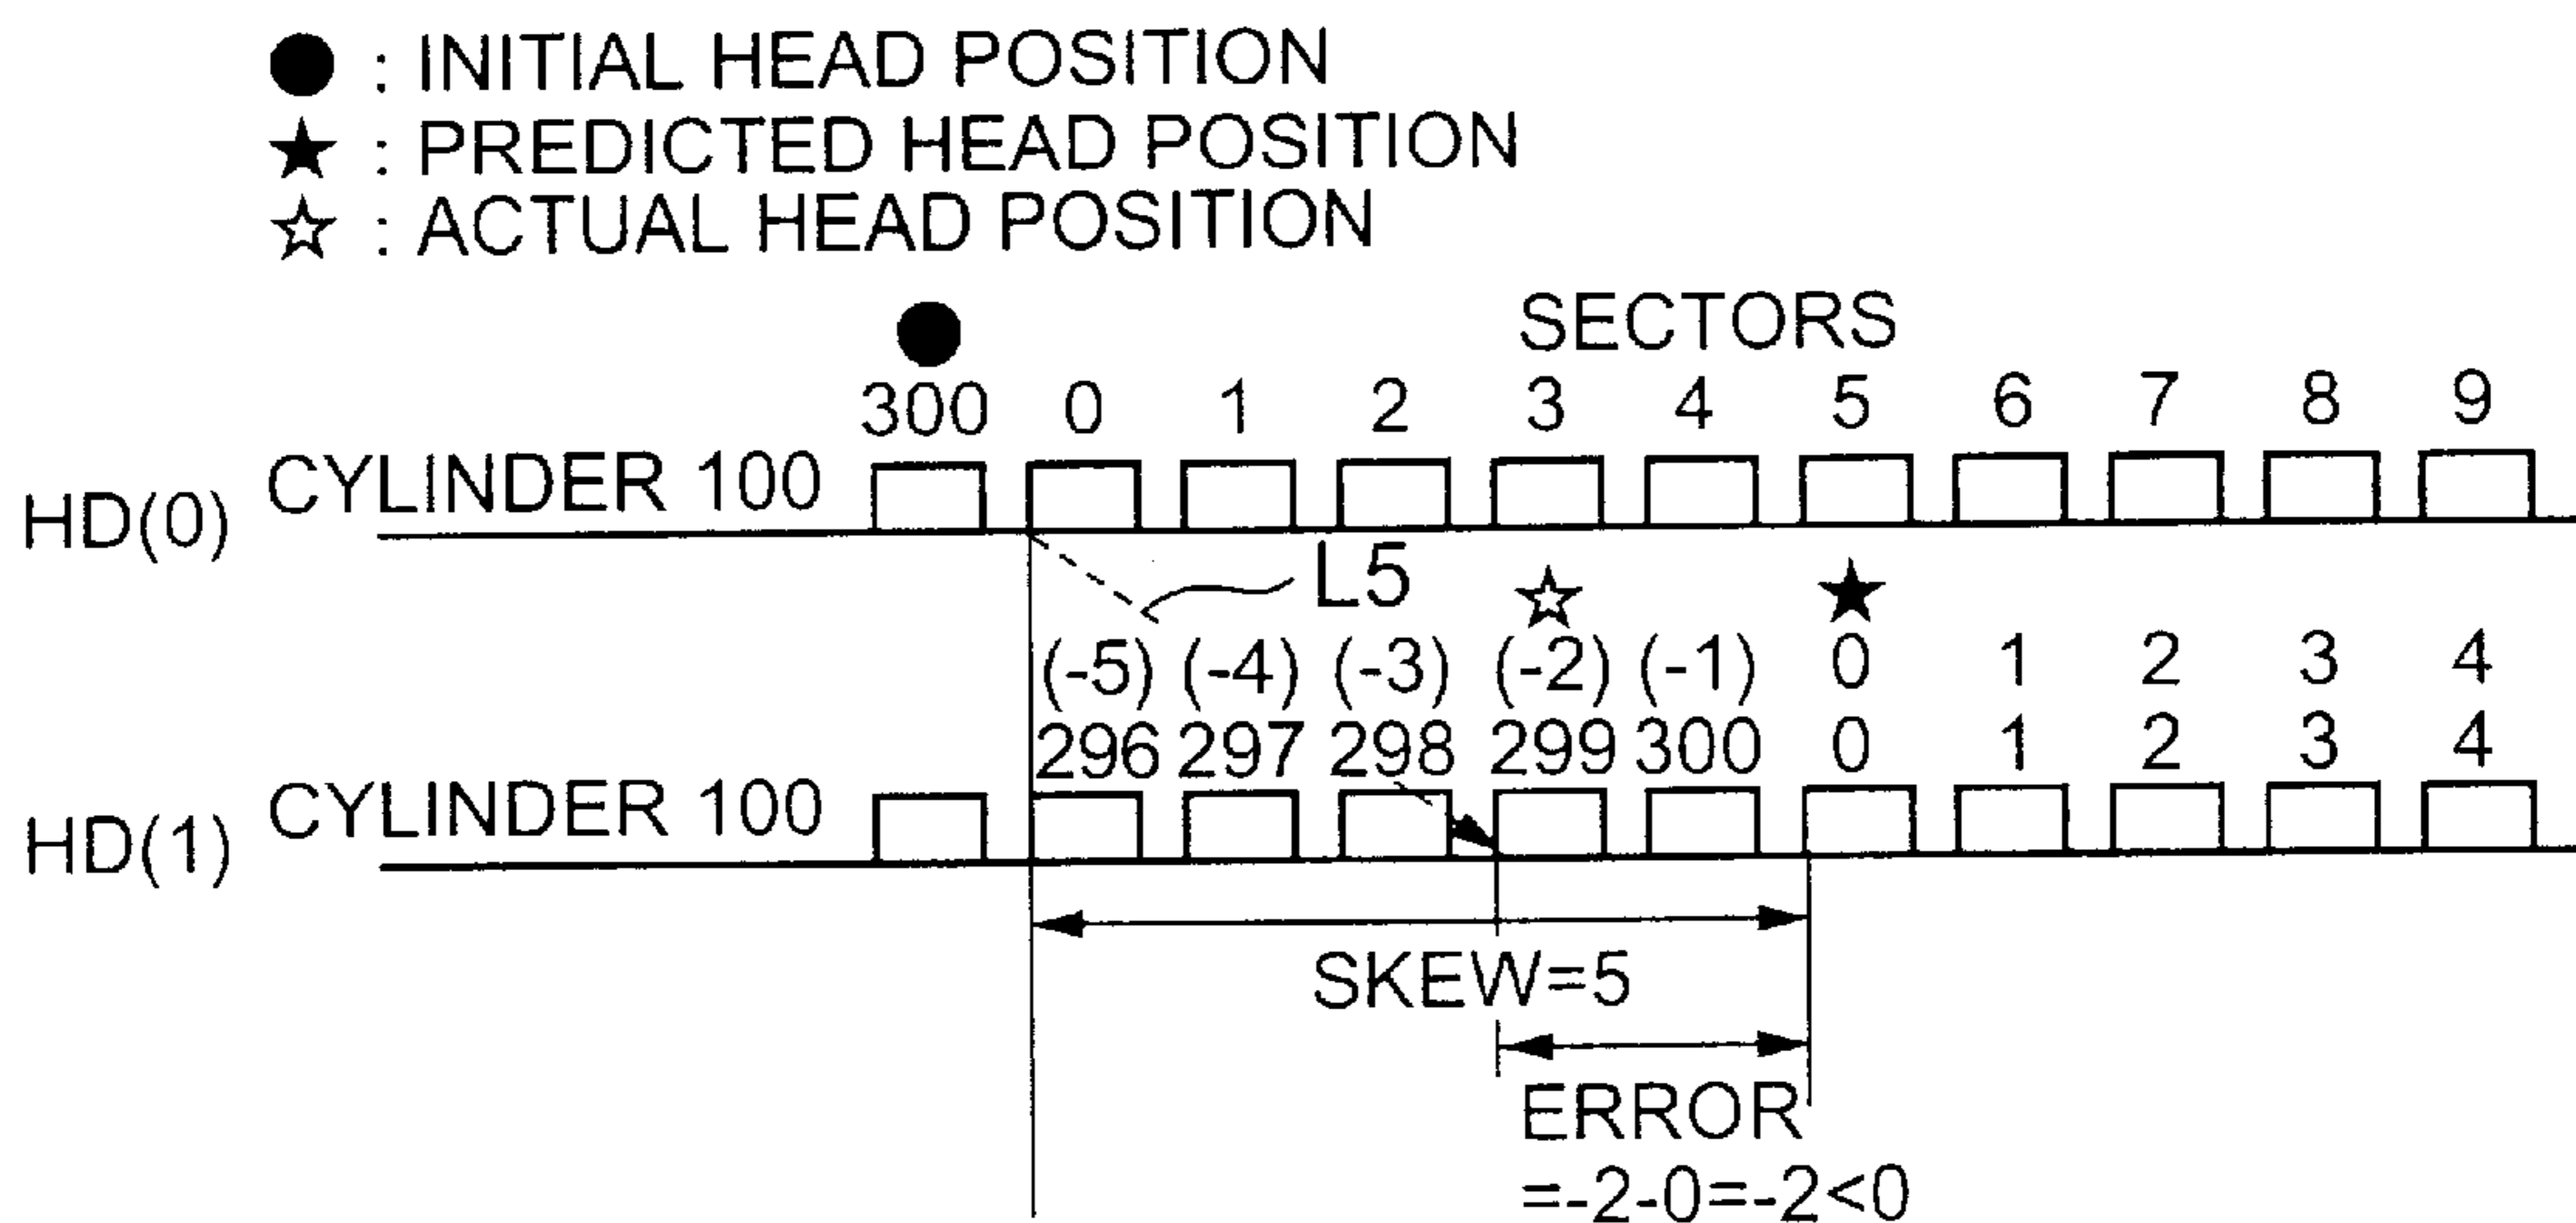 ● : INITIAL HEAD POSITION
★ : PREDICTED HEAD POSITION
☆ : ACTUAL HEAD POSITION
SECTORS
300 0 1 2 3 4 5 6 7 8 9
HD(0) CYLINDER 100
L5
(-5) (-4) (-3) (-2) (-1) 0 1 2 3 4
296 297 298 299 300 0 1 2 3 4
HD(1) CYLINDER 100
SKEW=5
ERROR
=-2-0=-2<0